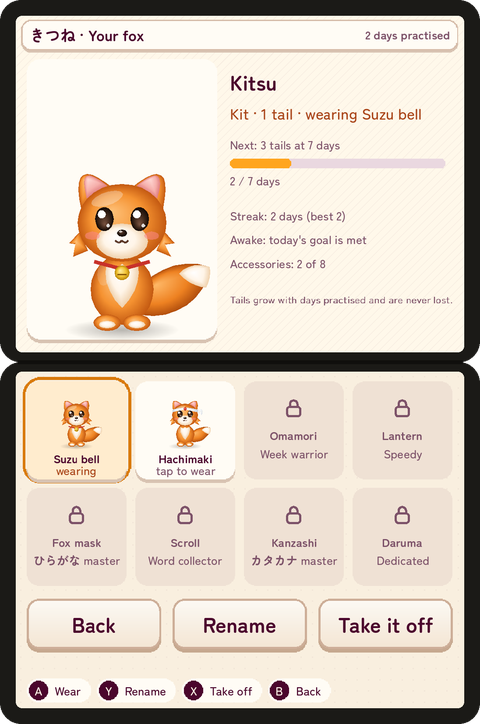 きつね · Your fox
2 days practised
Kitsu
Kit · 1 tail · wearing Suzu bell
Next: 3 tails at 7 days
2 / 7 days
Streak: 2 days (best 2)
Awake: today's goal is met
Accessories: 2 of 8
Tails grow with days practised and are never lost.
Suzu bell
wearing
Hachimaki
tap to wear
Omamori
Week warrior
Lantern
Speedy
Fox mask
ひらがな master
Scroll
Word collector
Kanzashi
カタカナ master
Daruma
Dedicated
Back
Rename
Take it off
A Wear
Y Rename
X Take off
B Back